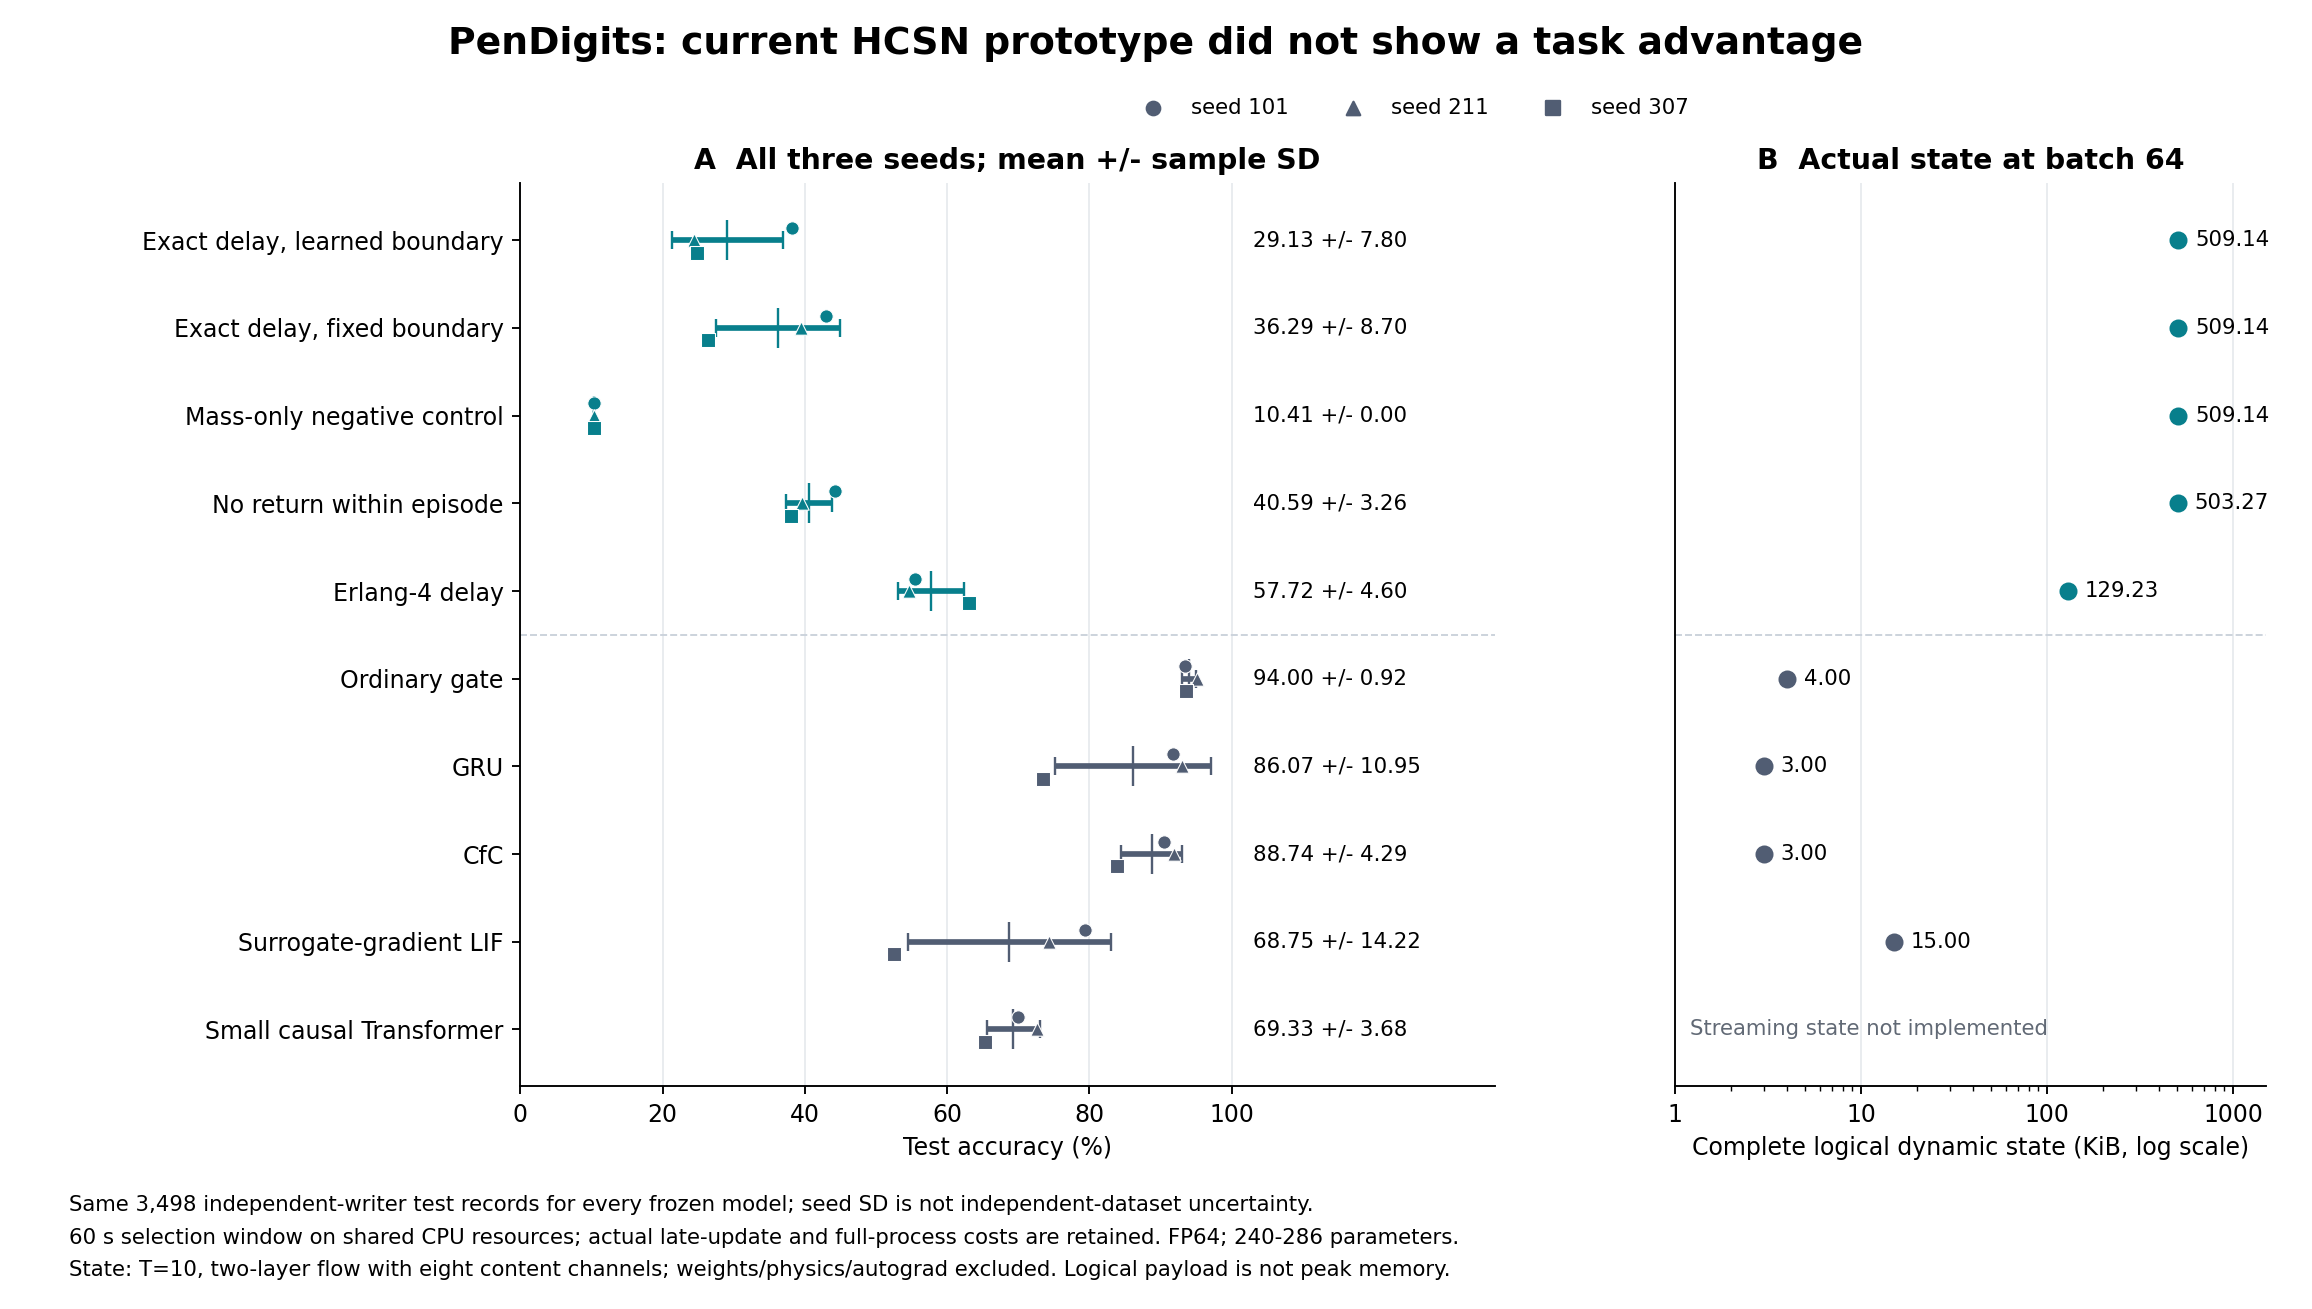 PenDigits: current HCSN prototype did not show a task advantage
seed 101 seed 211 seed 307
A All three seeds; mean +/- sample SD
B Actual state at batch 64
Exact delay, learned boundary 29.13 +/- 7.80 509.14
Exact delay, fixed boundary 36.29 +/- 8.70 509.14
Mass-only negative control 10.41 +/- 0.00 509.14
No return within episode 40.59 +/- 3.26 503.27
Erlang-4 delay 57.72 +/- 4.60 129.23
Ordinary gate 94.00 +/- 0.92 4.00
GRU 86.07 +/- 10.95 3.00
CfC 88.74 +/- 4.29 3.00
Surrogate-gradient LIF 68.75 +/- 14.22 15.00
Small causal Transformer 69.33 +/- 3.68 Streaming state not implemented
0 20 40 60 80 100
1 10 100 1000
Test accuracy (%)
Complete logical dynamic state (KiB, log scale)
Same 3,498 independent-writer test records for every frozen model; seed SD is not independent-dataset uncertainty.
60 s selection window on shared CPU resources; actual late-update and full-process costs are retained. FP64; 240-286 parameters.
State: T=10, two-layer flow with eight content channels; weights/physics/autograd excluded. Logical payload is not peak memory.